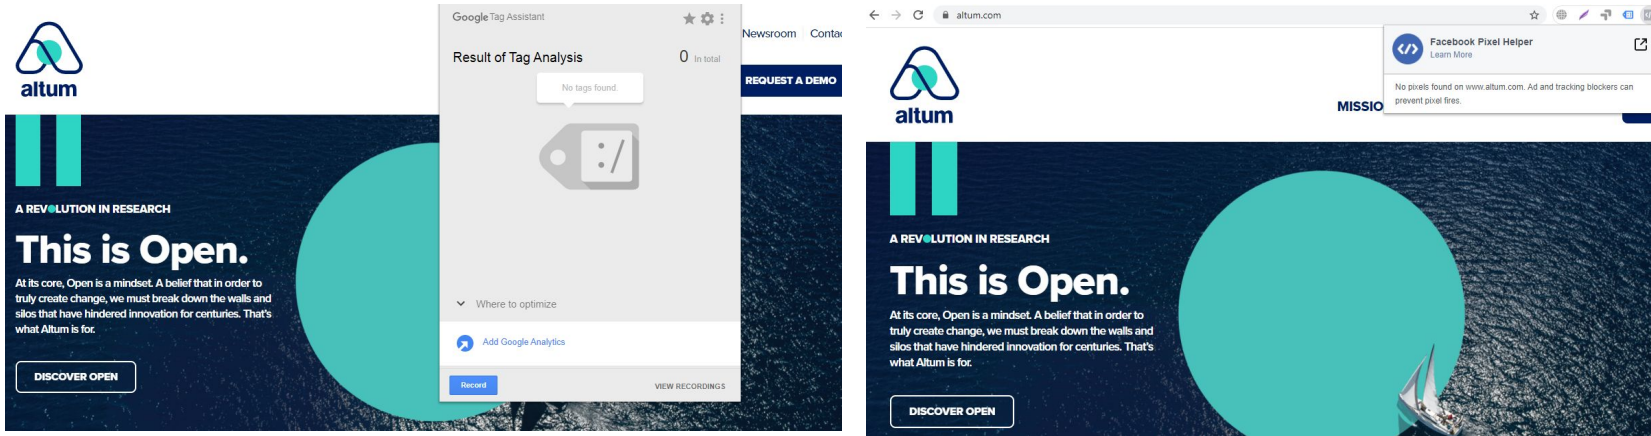 altum
Google Tag Assistant
Result of Tag Analysis
0 In total
No tags found.
:/
Where to optimize
Add Google Analytics
Record
VIEW RECORDINGS
Newsroom
REQUEST A DEMO
A REVOLUTION IN RESEARCH
This is Open.
At its core, Open is a mindset. A belief that in order to
truly create change, we must break down the walls and
silos that have hindered innovation for centuries. That's
what Altum is for.
DISCOVER OPEN
altum.com
Facebook Pixel Helper
Learn More
No pixels found on www.altum.com. Ad and tracking blockers can
prevent pixel fires.
altum
A REVOLUTION IN RESEARCH
This is Open.
At its core, Open is a mindset. A belief that in order to
truly create change, we must break down the walls and
silos that have hindered innovation for centuries. That's
what Altum is for.
DISCOVER OPEN